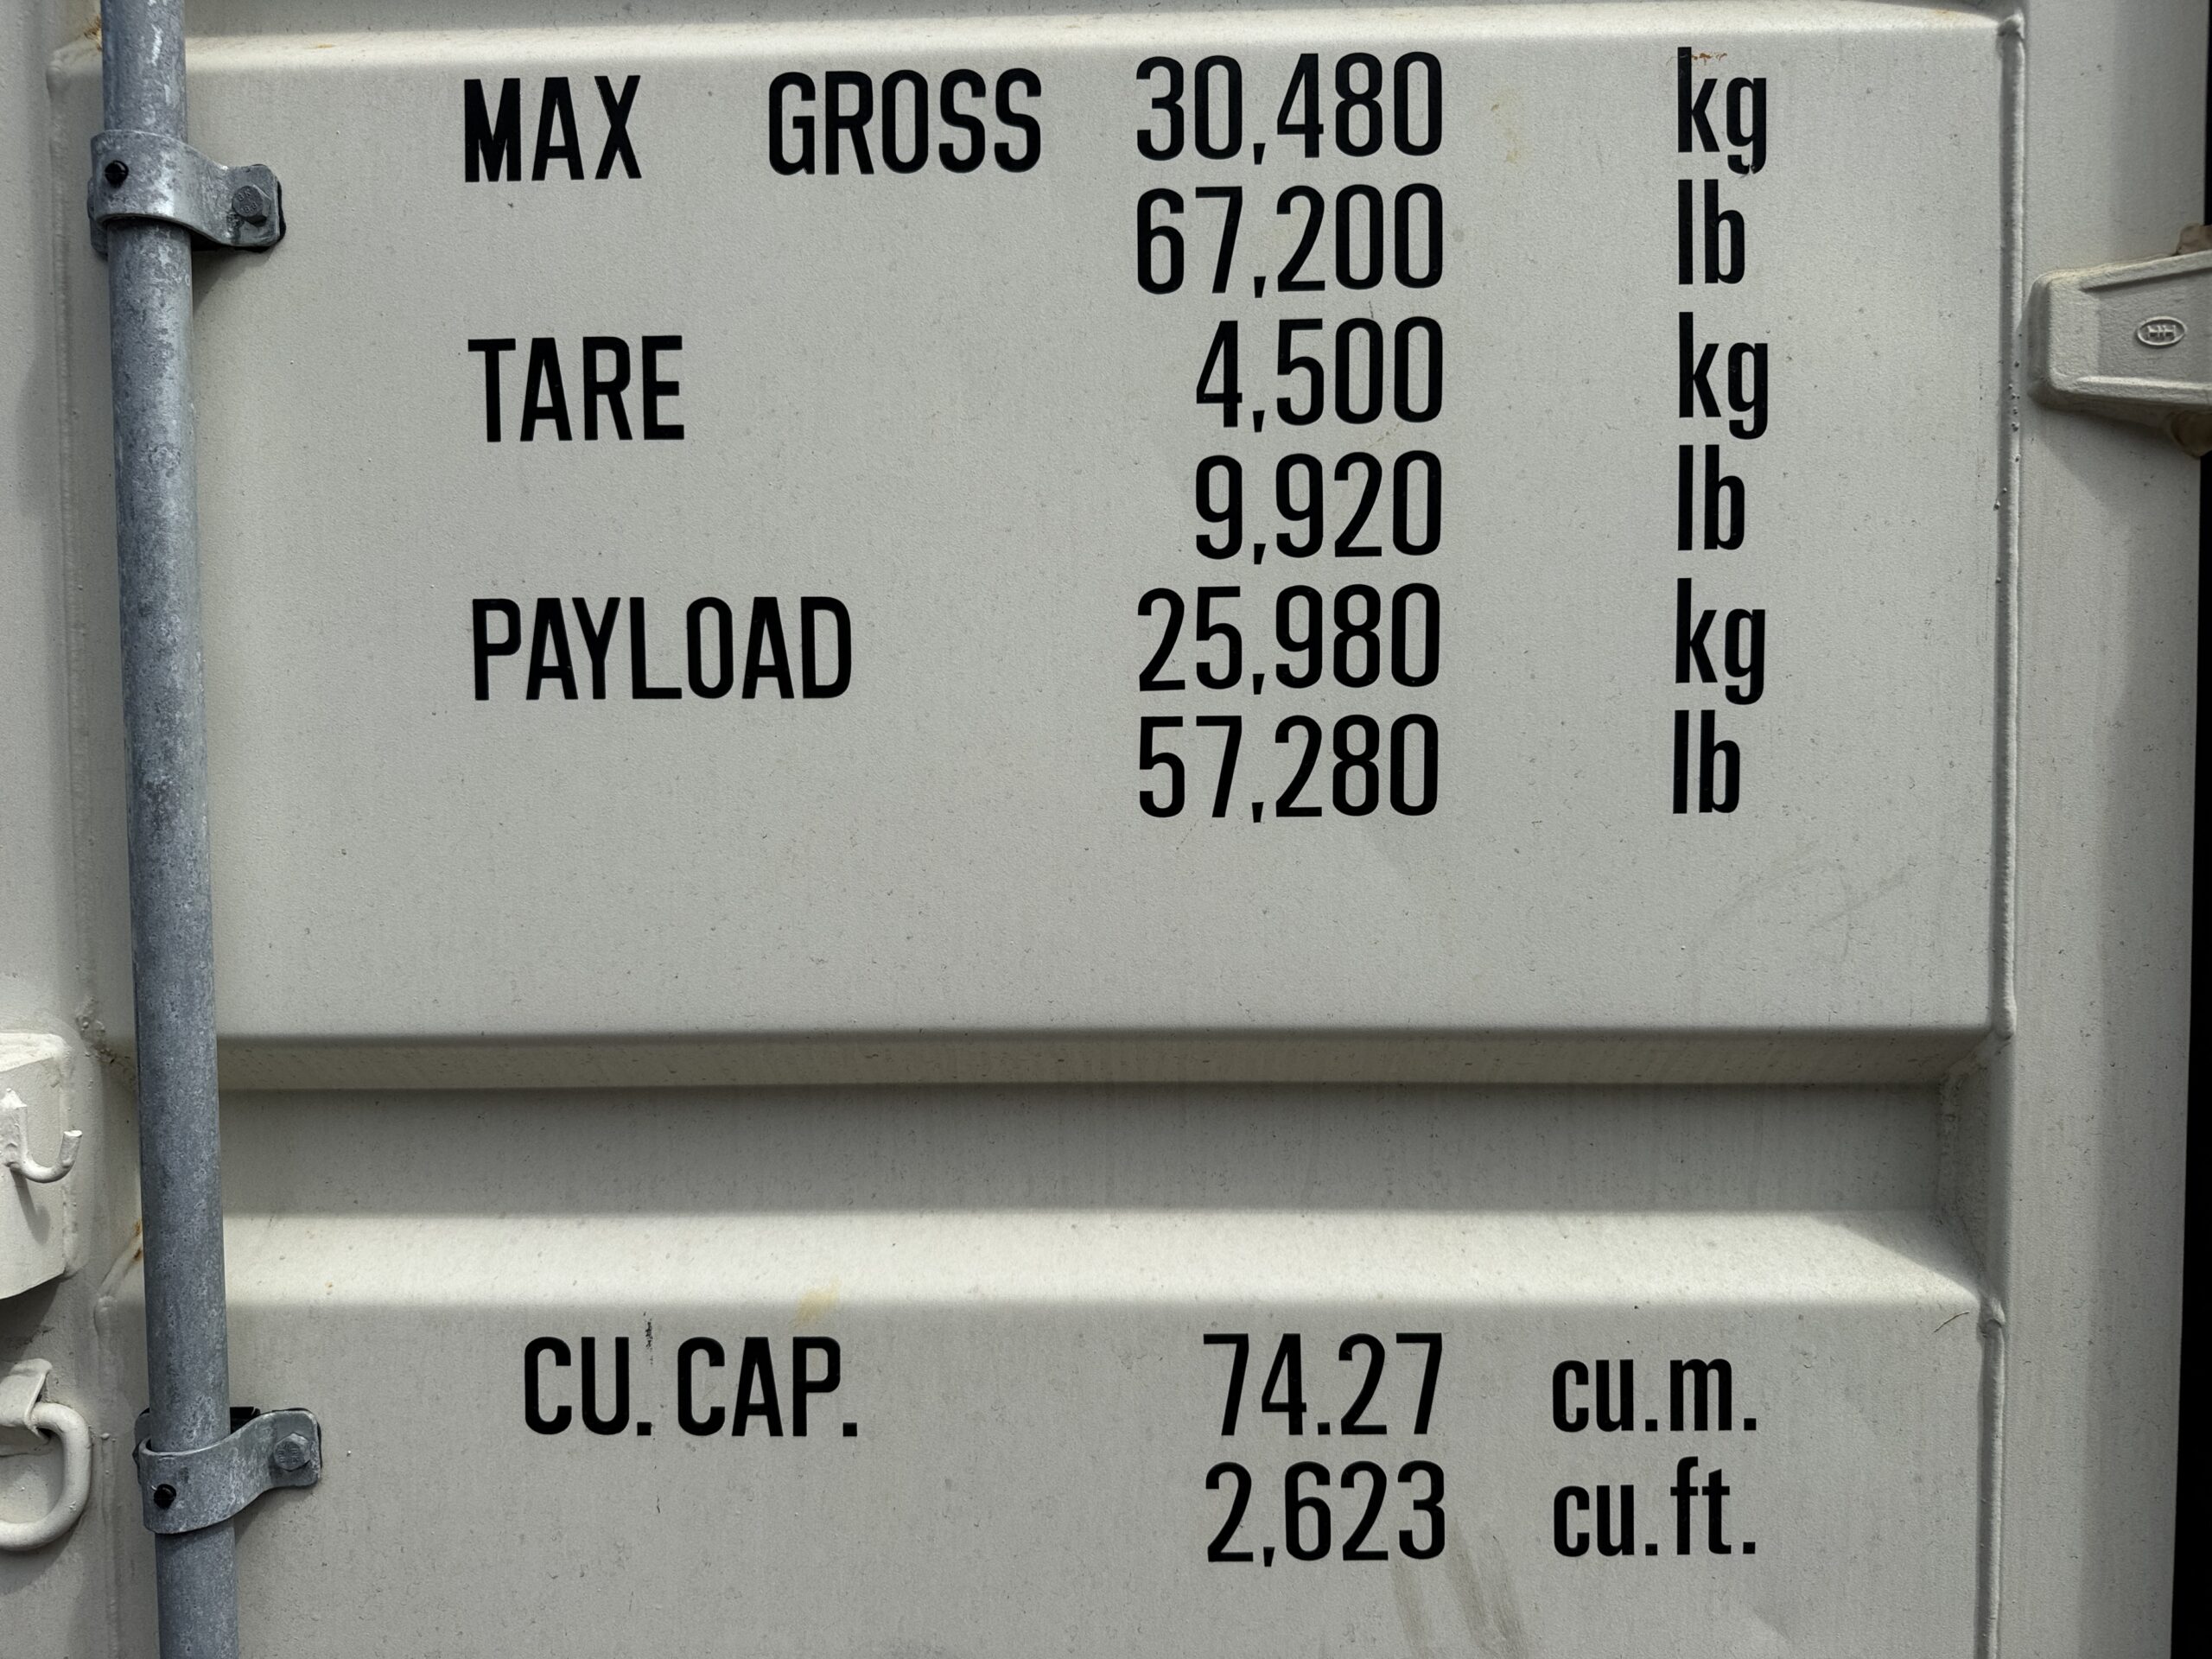 MAX GROSS 30,480 kg
67,200 lb
TARE 4,500 kg
9,920 lb
PAYLOAD 25,980 kg
57,280 lb
CU. CAP. 74.27 cu.m.
2,623 cu.ft.